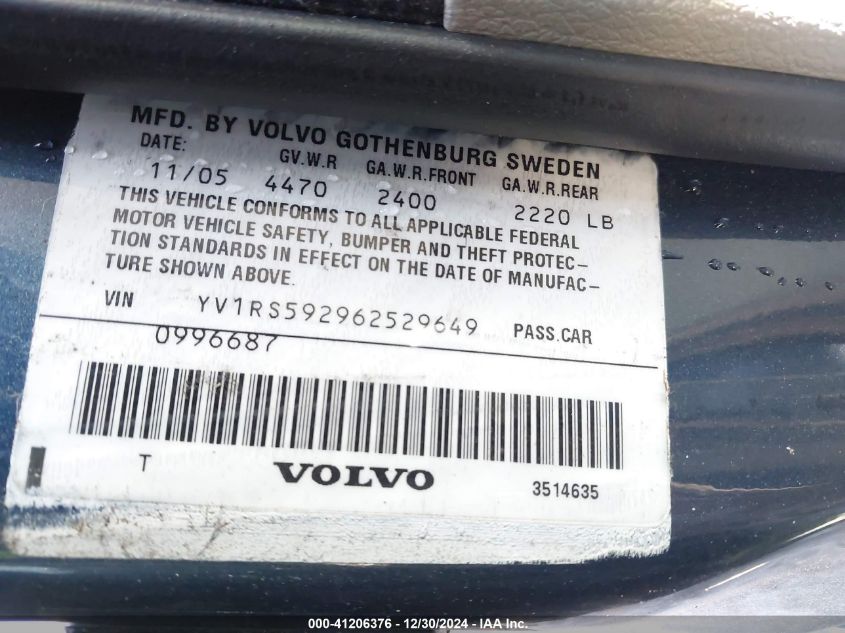 MFD. BY VOLVO GOTHENBURG SWEDEN
DATE: GV.W.R GA.W.R.FRONT GA.W.R.REAR
11/05 4470 2400 2220 LB
THIS VEHICLE CONFORMS TO ALL APPLICABLE FEDERAL
MOTOR VEHICLE SAFETY, BUMPER AND THEFT PROTEC–
TION STANDARDS IN EFFECT ON THE DATE OF MANUFAC–
TURE SHOWN ABOVE.
VIN YV1RS592962529649 PASS.CAR
0996687
T VOLVO 3514635
000-41206376 - 12/30/2024 - IAA Inc.